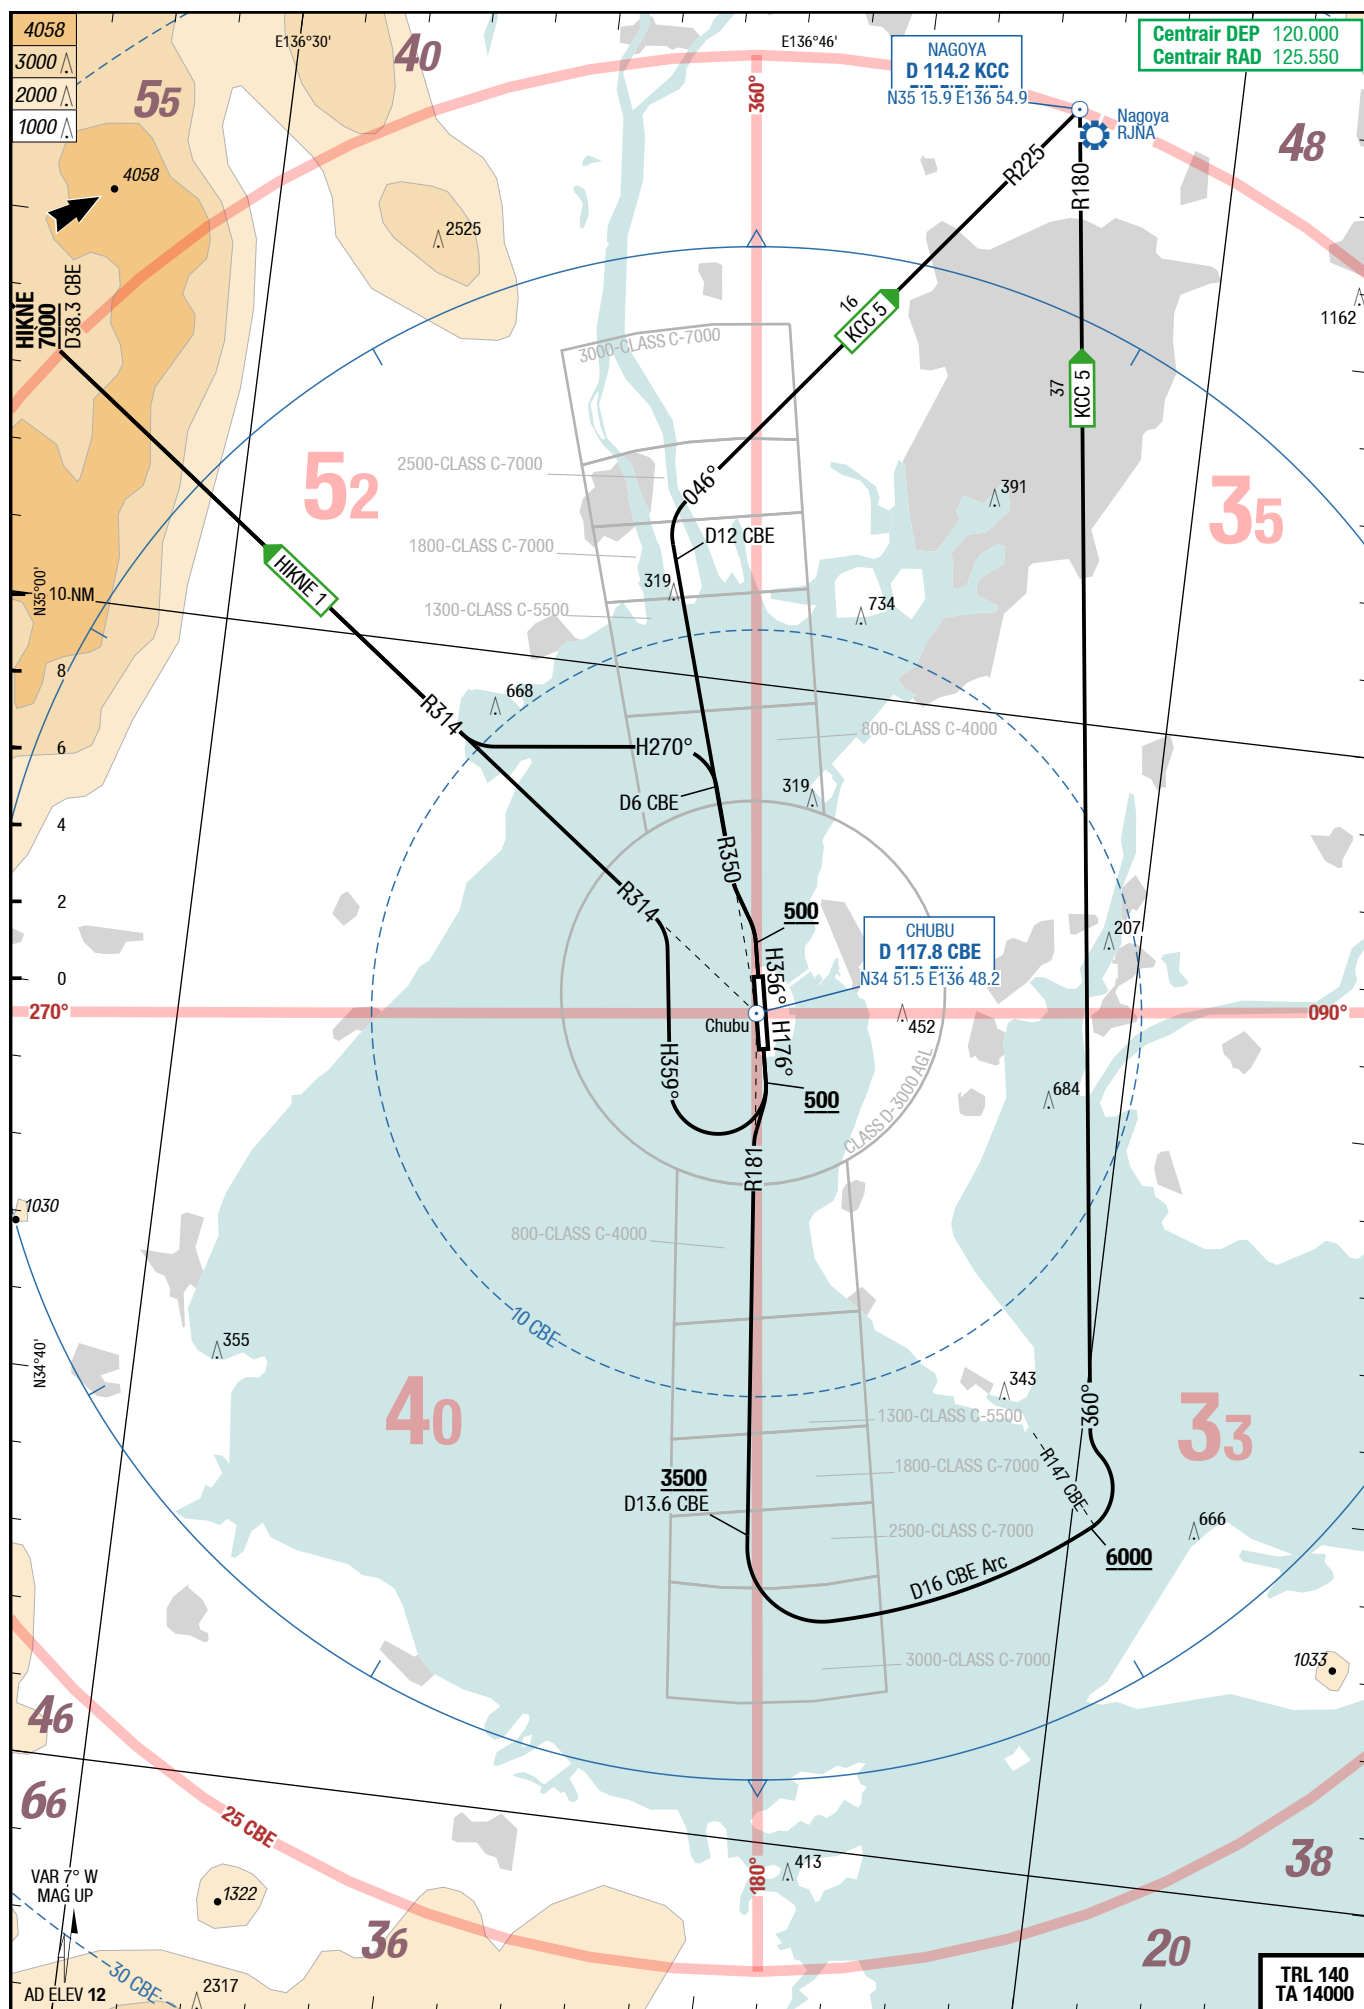 4058
3000
2000
1000
E136°30'
40
E136°46'
NAGOYA
D 114.2 KCC
N35 15.9 E136 54.9
Centrair DEP 120.000
Centrair RAD 125.550
55
360°
Nagoya
RJNA
48
4058
R225
R180
2525
HIKNE
7000
D38.3 CBE
16
KCC 5
1162
3000-CLASS C-7000
37
KCC 5
52
2500-CLASS C-7000
046°
391
35
D12 CBE
1800-CLASS C-7000
HIKNE 1
319
N35°00'
10 NM
1300-CLASS C-5500
734
8
668
R314
800-CLASS C-4000
6
H270°
D6 CBE
319
4
R350
2
R314
500
CHUBU
D 117.8 CBE
N34 51.5 E136 48.2
207
0
H356°
270°
090°
Chubu
452
H176°
H359°
500
684
CLASS D-3000 AGL
R181
1030
800-CLASS C-4000
10 CBE
355
N34°40'
343
360°
40
1300-CLASS C-5500
33
1800-CLASS C-7000
R147 CBE
3500
D13.6 CBE
2500-CLASS C-7000
666
6000
D16 CBE Arc
3000-CLASS C-7000
1033
46
66
25 CBE
VAR 7° W
MAG UP
413
180°
38
1322
36
20
30 CBE
2317
AD ELEV 12
TRL 140
TA 14000